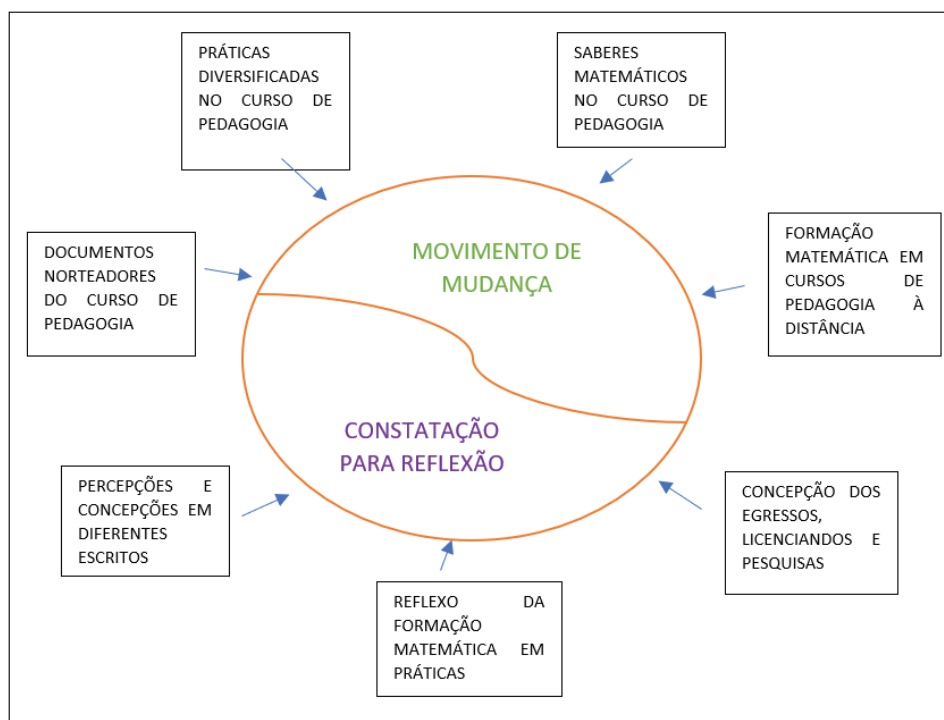 PRÁTICAS
DIVERSIFICADAS
NO CURSO DE
PEDAGOGIA
SABERES
MATEMÁTICOS
NO CURSO DE
PEDAGOGIA
DOCUMENTOS
NORTEADORES
DO CURSO DE
PEDAGOGIA
MOVIMENTO DE
MUDANÇA
FORMAÇÃO
MATEMÁTICA EM
CURSOS DE
PEDAGOGIA À
DISTÂNCIA
CONSTATAÇÃO
PARA REFLEXÃO
PERCEPÇÕES E
CONCEPÇÕES EM
DIFERENTES
ESCRITOS
CONCEPÇÃO DOS
EGRESSOS,
LICENCIANDOS E
PESQUISAS
REFLEXO DA
FORMAÇÃO
MATEMÁTICA EM
PRÁTICAS